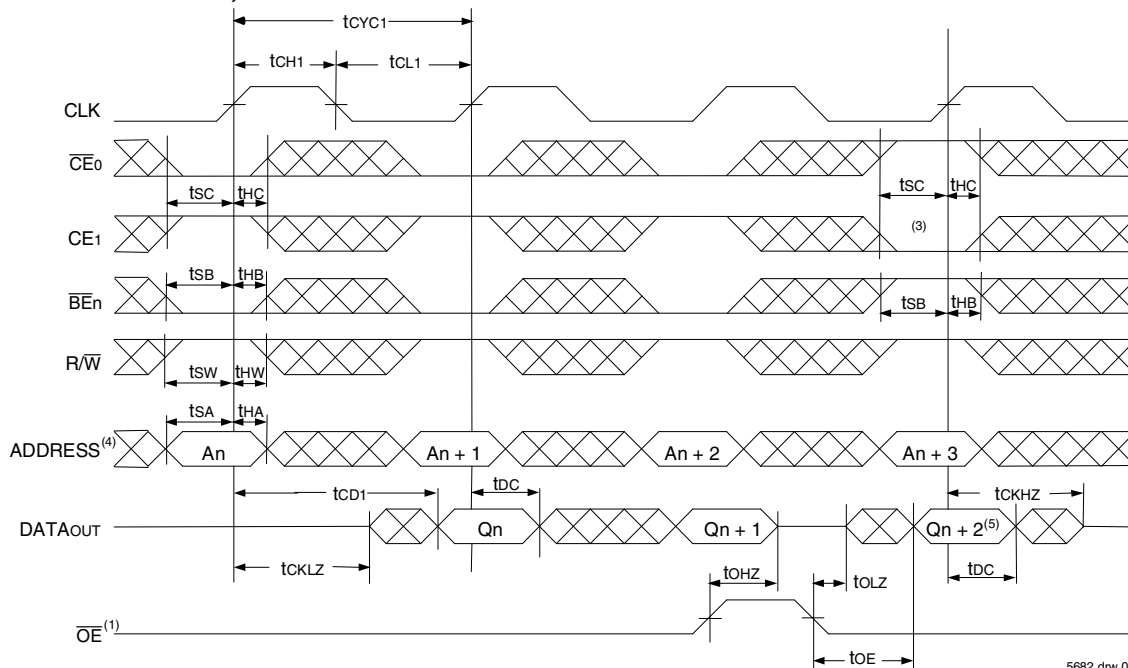 tCYC1
tCH1 tCL1
CLK
CE0
tSC tHC tSC tHC
CE1 (3)
tSB tHB
BEn
tSB tHB
R/W
tSW tHW
tSA tHA
ADDRESS(4) An An + 1 An + 2 An + 3
tCD1 tDC tCKHZ
DATAOUT Qn Qn + 1 Qn + 2(5)
tCKLZ tOHZ tOLZ tDC
OE(1)
tOE